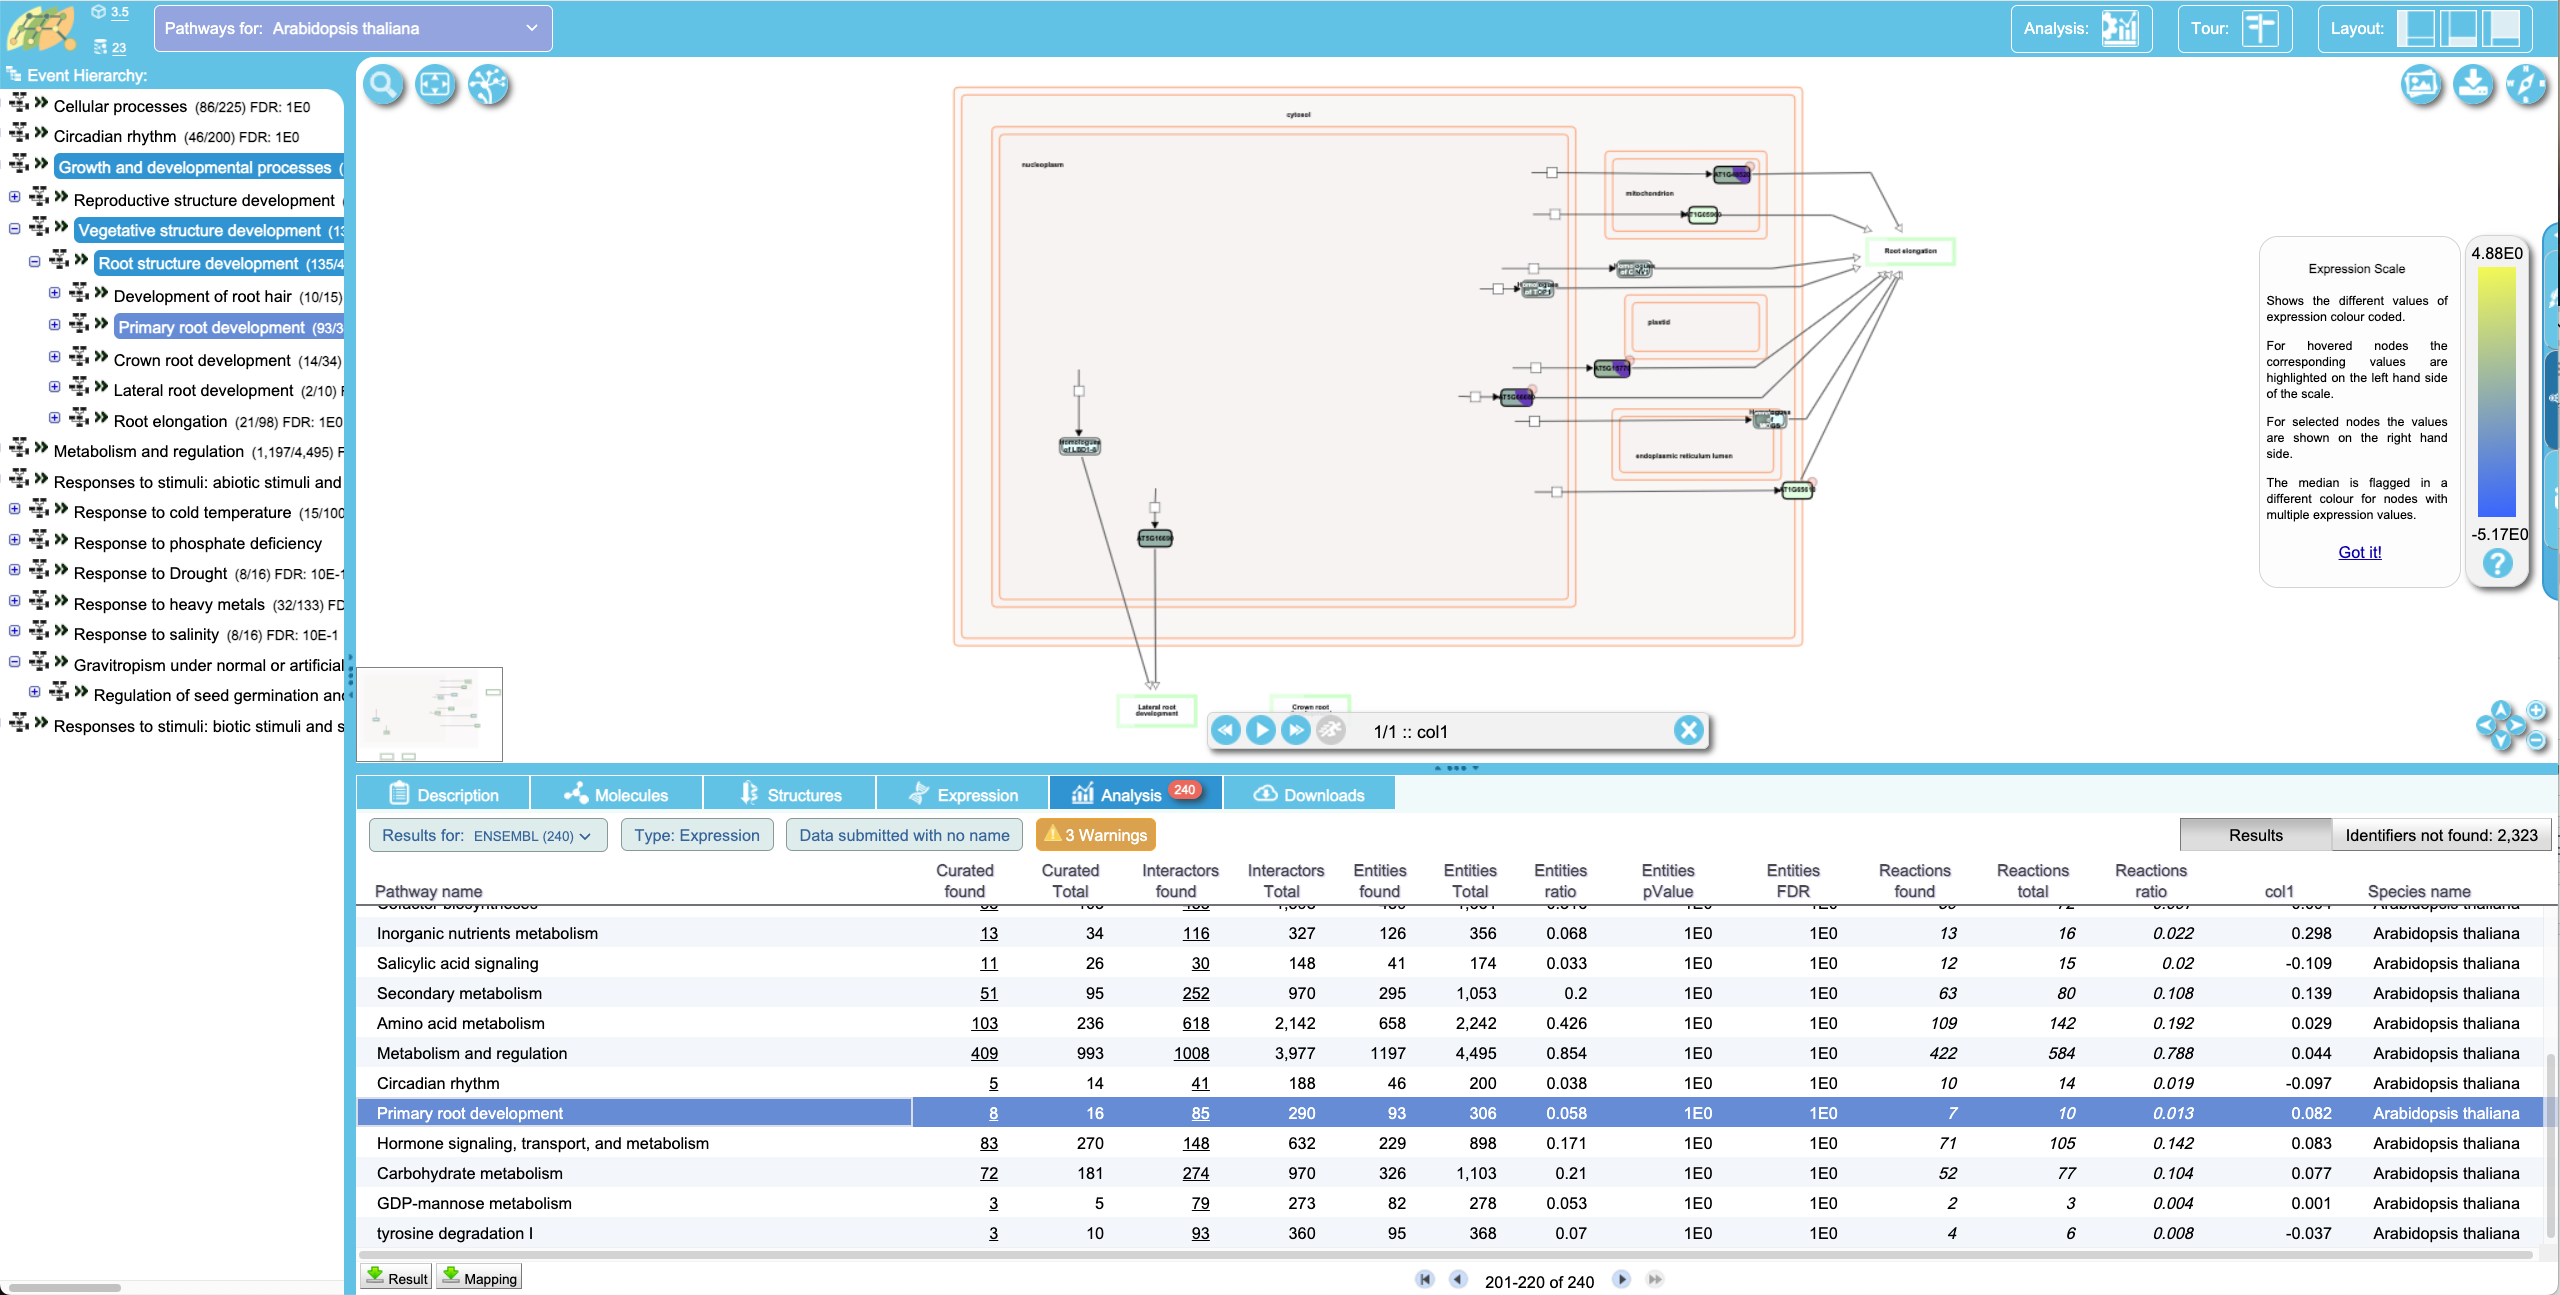 3.5
23
Pathways for: Arabidopsis thaliana
Analysis:
Tour:
Layout:
Event Hierarchy:
Cellular processes (86/225) FDR: 1E0
Circadian rhythm (46/200) FDR: 1E0
Growth and developmental processes (
Reproductive structure development (
Vegetative structure development (13
Root structure development (135/4
Development of root hair (10/15)
Primary root development (93/3
Crown root development (14/34)
Lateral root development (2/10) F
Root elongation (21/98) FDR: 1E0
Metabolism and regulation (1,197/4,495) F
Responses to stimuli: abiotic stimuli and
Response to cold temperature (15/100
Response to phosphate deficiency
Response to Drought (8/16) FDR: 10E-1
Response to heavy metals (32/133) FD
Response to salinity (8/16) FDR: 10E-1
Gravitropism under normal or artificial
Regulation of seed germination and
Responses to stimuli: biotic stimuli and s
cytosol
nucleoplasm
mitochondrion
AT1G05960
Root elongation
plastid
endoplasmic reticulum lumen
Lateral root
development
Crown root
1/1 :: col1
Expression Scale
Shows the different values of
expression colour coded.
For hovered nodes the
corresponding values are
highlighted on the left hand side
of the scale.
For selected nodes the values
are shown on the right hand
side.
The median is flagged in a
different colour for nodes with
multiple expression values.
Got it!
4.88E0
-5.17E0
?
Description
Molecules
Structures
Expression
Analysis 240
Downloads
Results for: ENSEMBL (240)
Type: Expression
Data submitted with no name
3 Warnings
Results
Identifiers not found: 2,323
Pathway name Curated found Curated Total Interactors found Interactors Total Entities found Entities Total Entities ratio Entities pValue Entities FDR Reactions found Reactions total Reactions ratio col1 Species name
Inorganic nutrients metabolism 13 34 116 327 126 356 0.068 1E0 1E0 13 16 0.022 0.298 Arabidopsis thaliana
Salicylic acid signaling 11 26 30 148 41 174 0.033 1E0 1E0 12 15 0.02 -0.109 Arabidopsis thaliana
Secondary metabolism 51 95 252 970 295 1,053 0.2 1E0 1E0 63 80 0.108 0.139 Arabidopsis thaliana
Amino acid metabolism 103 236 618 2,142 658 2,242 0.426 1E0 1E0 109 142 0.192 0.029 Arabidopsis thaliana
Metabolism and regulation 409 993 1008 3,977 1197 4,495 0.854 1E0 1E0 422 584 0.788 0.044 Arabidopsis thaliana
Circadian rhythm 5 14 41 188 46 200 0.038 1E0 1E0 10 14 0.019 -0.097 Arabidopsis thaliana
Primary root development 8 16 85 290 93 306 0.058 1E0 1E0 7 10 0.013 0.082 Arabidopsis thaliana
Hormone signaling, transport, and metabolism 83 270 148 632 229 898 0.171 1E0 1E0 71 105 0.142 0.083 Arabidopsis thaliana
Carbohydrate metabolism 72 181 274 970 326 1,103 0.21 1E0 1E0 52 77 0.104 0.077 Arabidopsis thaliana
GDP-mannose metabolism 3 5 79 273 82 278 0.053 1E0 1E0 2 3 0.004 0.001 Arabidopsis thaliana
tyrosine degradation I 3 10 93 360 95 368 0.07 1E0 1E0 4 6 0.008 -0.037 Arabidopsis thaliana
Result
Mapping
201-220 of 240